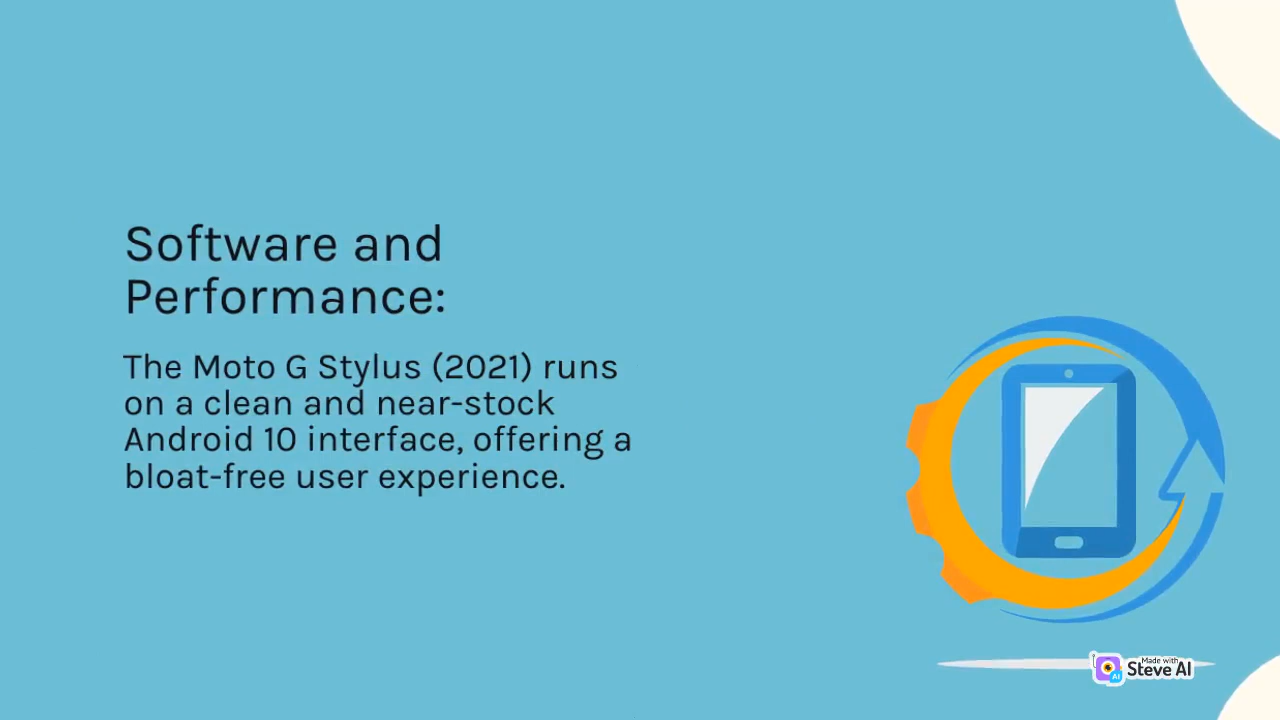 Software and
Performance:
The Moto G Stylus (2021) runs
on a clean and near-stock
Android 10 interface, offering a
bloat-free user experience.
Made with
Steve AI
AI